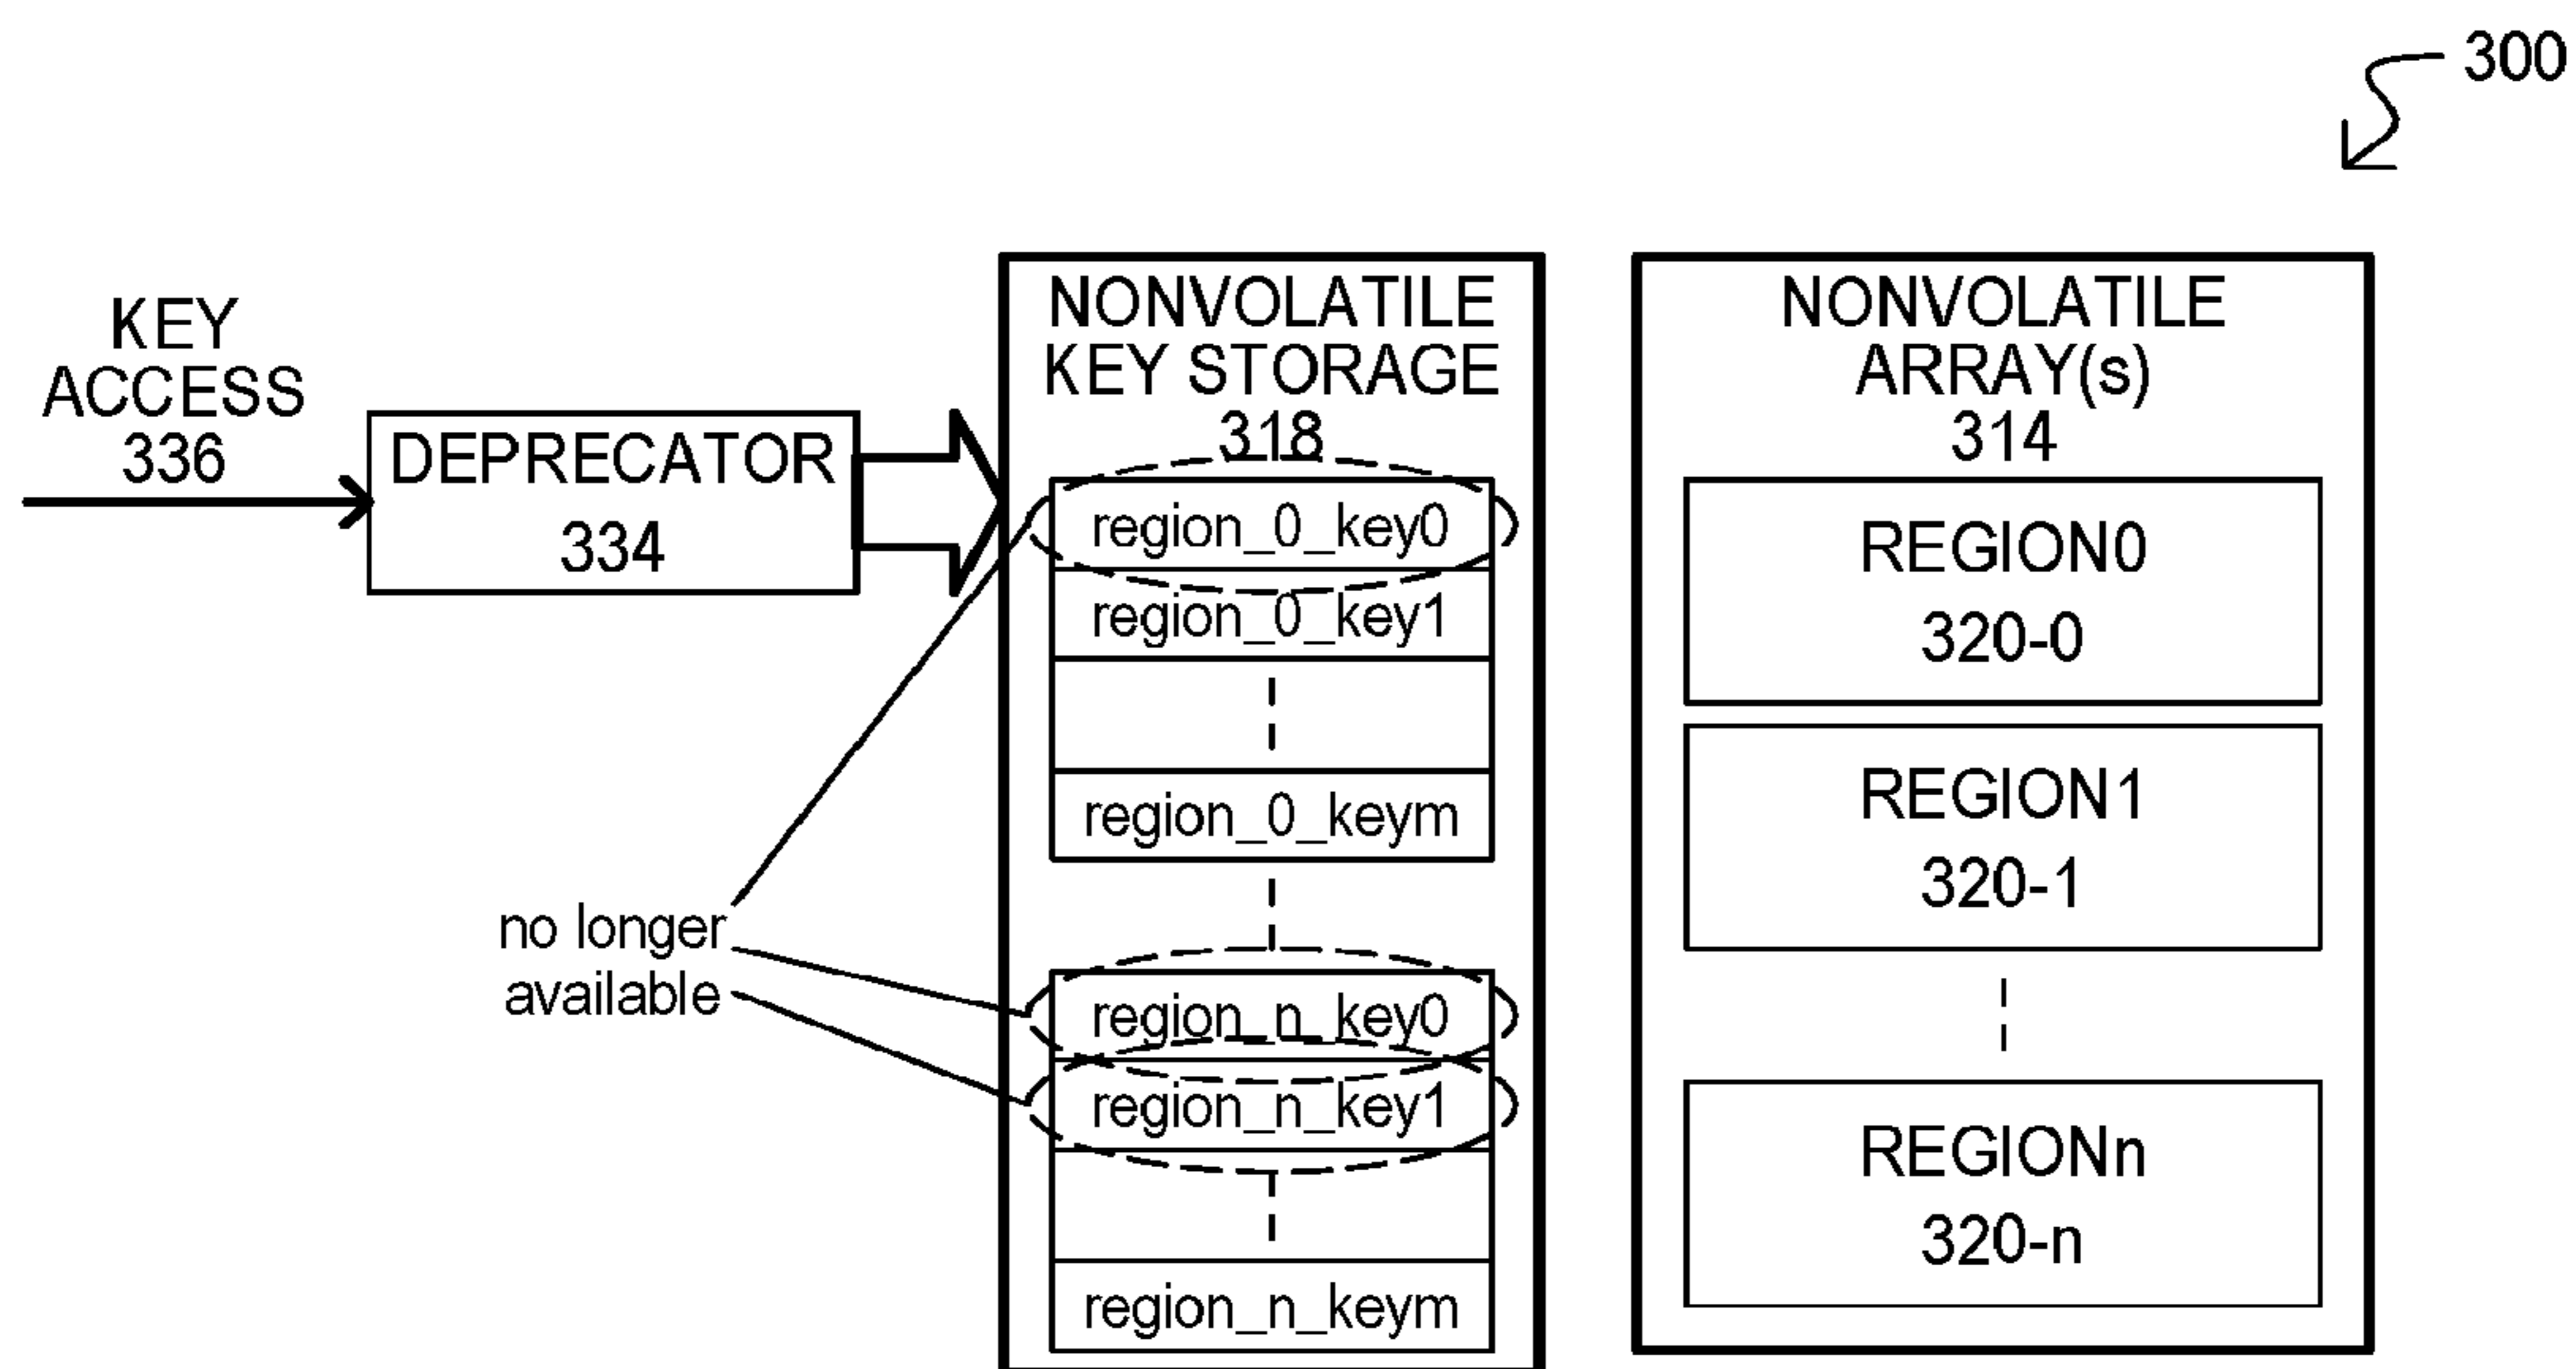 300
KEY
ACCESS
336
DEPRECATOR
334
NONVOLATILE
KEY STORAGE
318
region_0_key0
region_0_key1
region_0_keym
no longer
available
region_n_key0
region_n_key1
region_n_keym
NONVOLATILE
ARRAY(s)
314
REGION0
320-0
REGION1
320-1
REGIONn
320-n